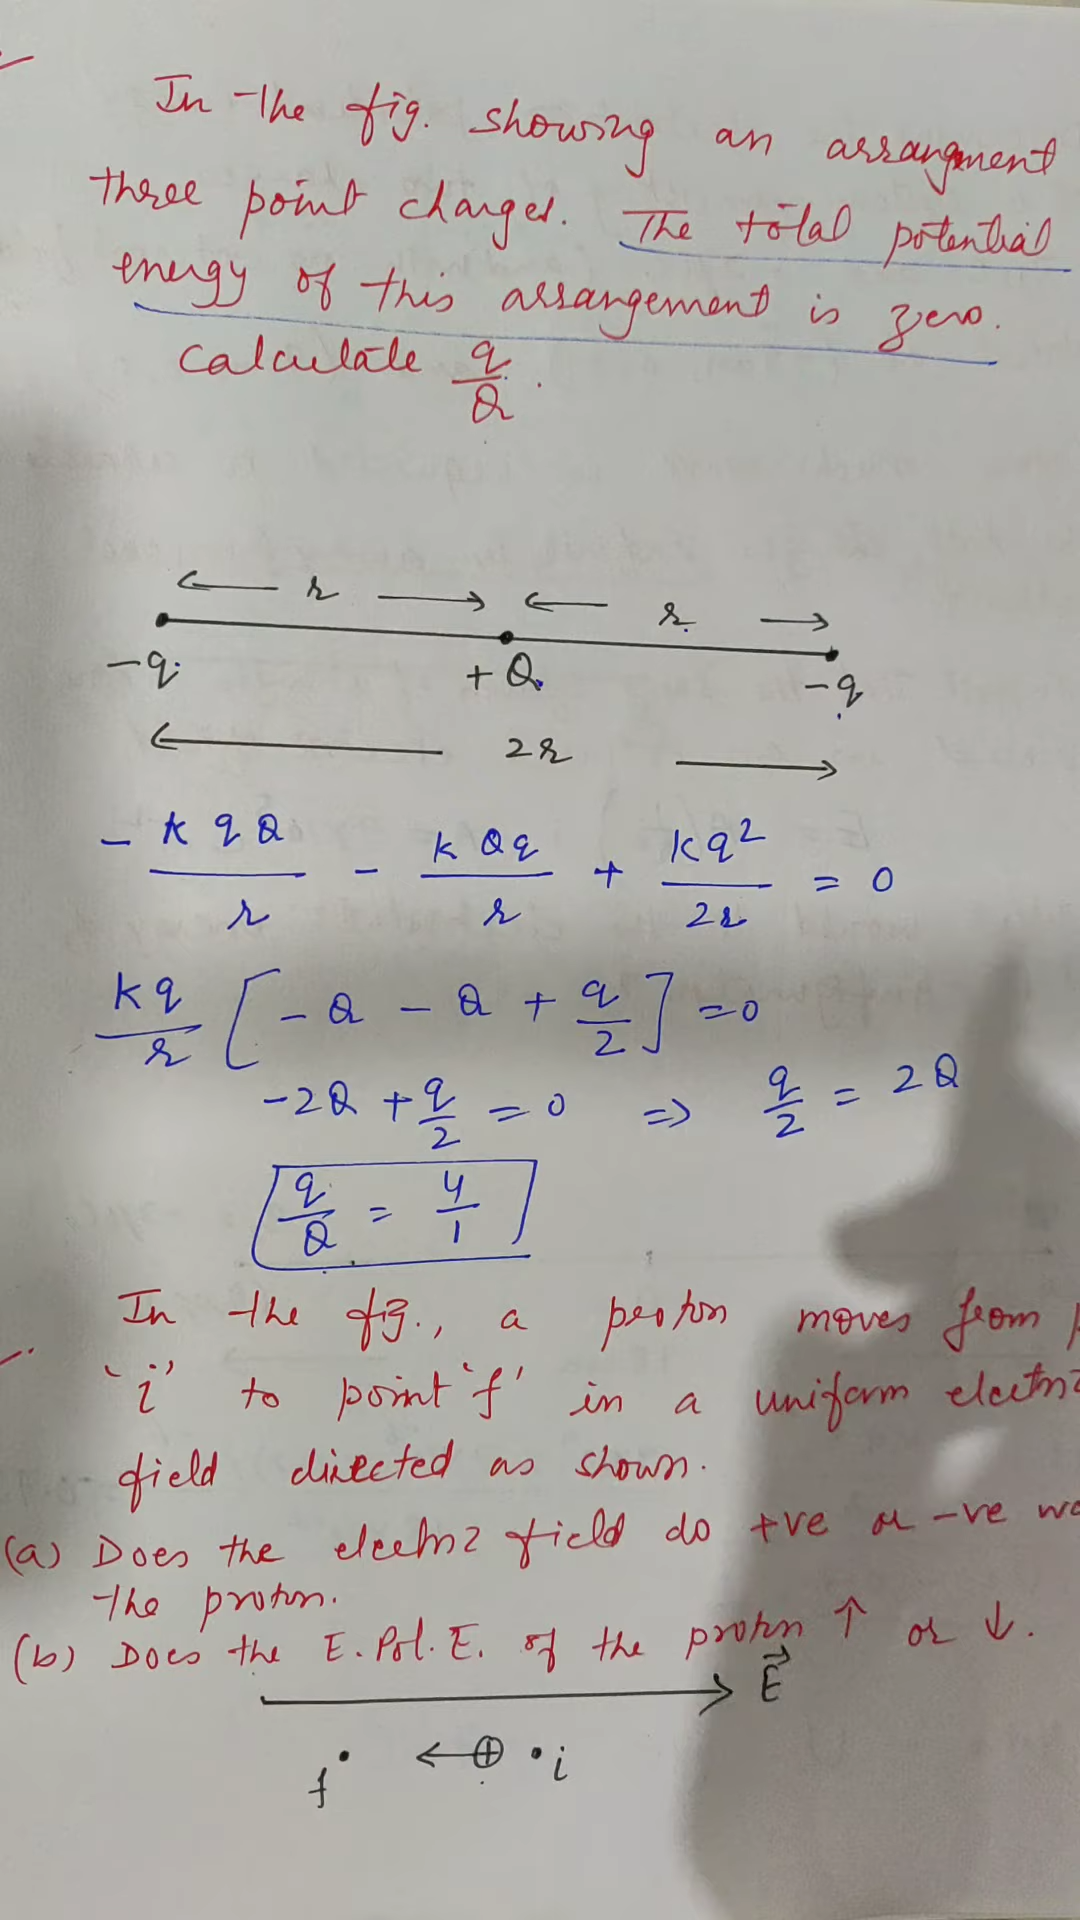 In the fig. showing an arrangment
three point charges. The total potential
energy of this arrangement is zero.
Calculate q/Q.
← r → ← r. →
-q. +Q. -q
← 2r →
- kqQ/r - kQq/r + kq²/2r = 0
kq/r [ -Q - Q + q/2 ] = 0
-2Q + q/2 = 0 ⇒ q/2 = 2Q
q/Q = 4/1
In the fig., a proton moves from
'i' to point 'f' in a uniform
field directed as shown.
(a) Does the electric field do +ve or -ve
the proton.
(b) Does the E. Pot. E. of the proton ↑ or ↓.
→ E⃗
f . ← ⊕ . i